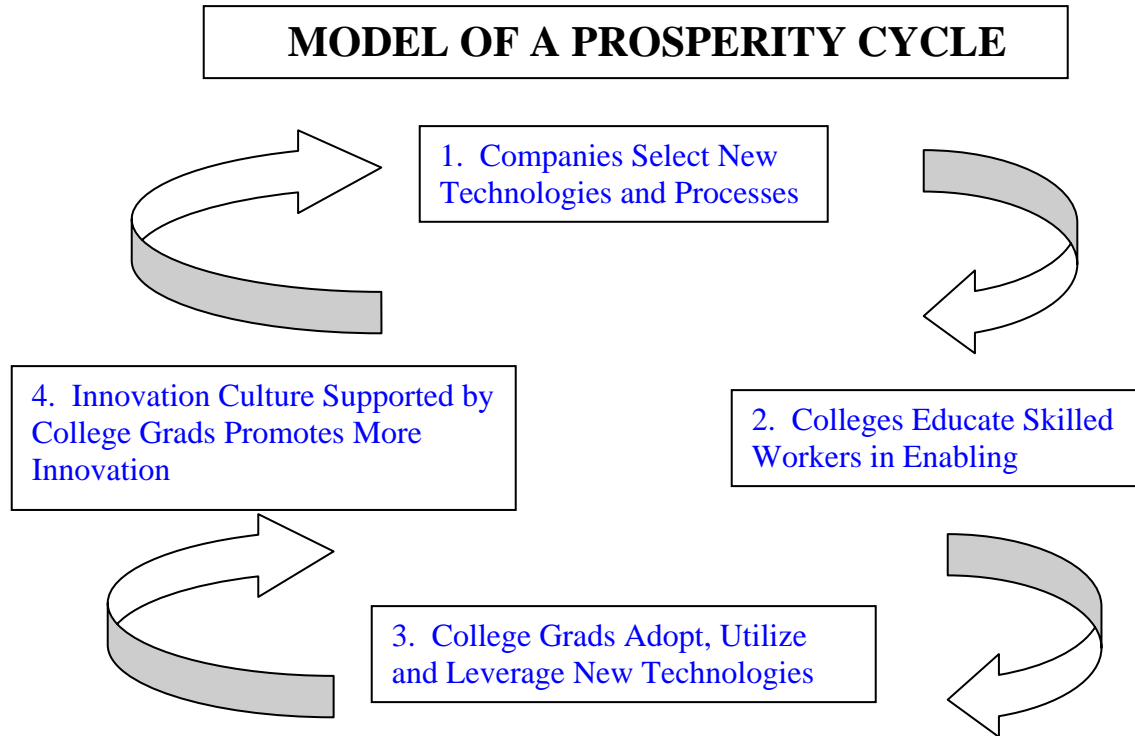 MODEL OF A PROSPERITY CYCLE
1. Companies Select New
Technologies and Processes
2. Colleges Educate Skilled
Workers in Enabling
3. College Grads Adopt, Utilize
and Leverage New Technologies
4. Innovation Culture Supported by
College Grads Promotes More
Innovation